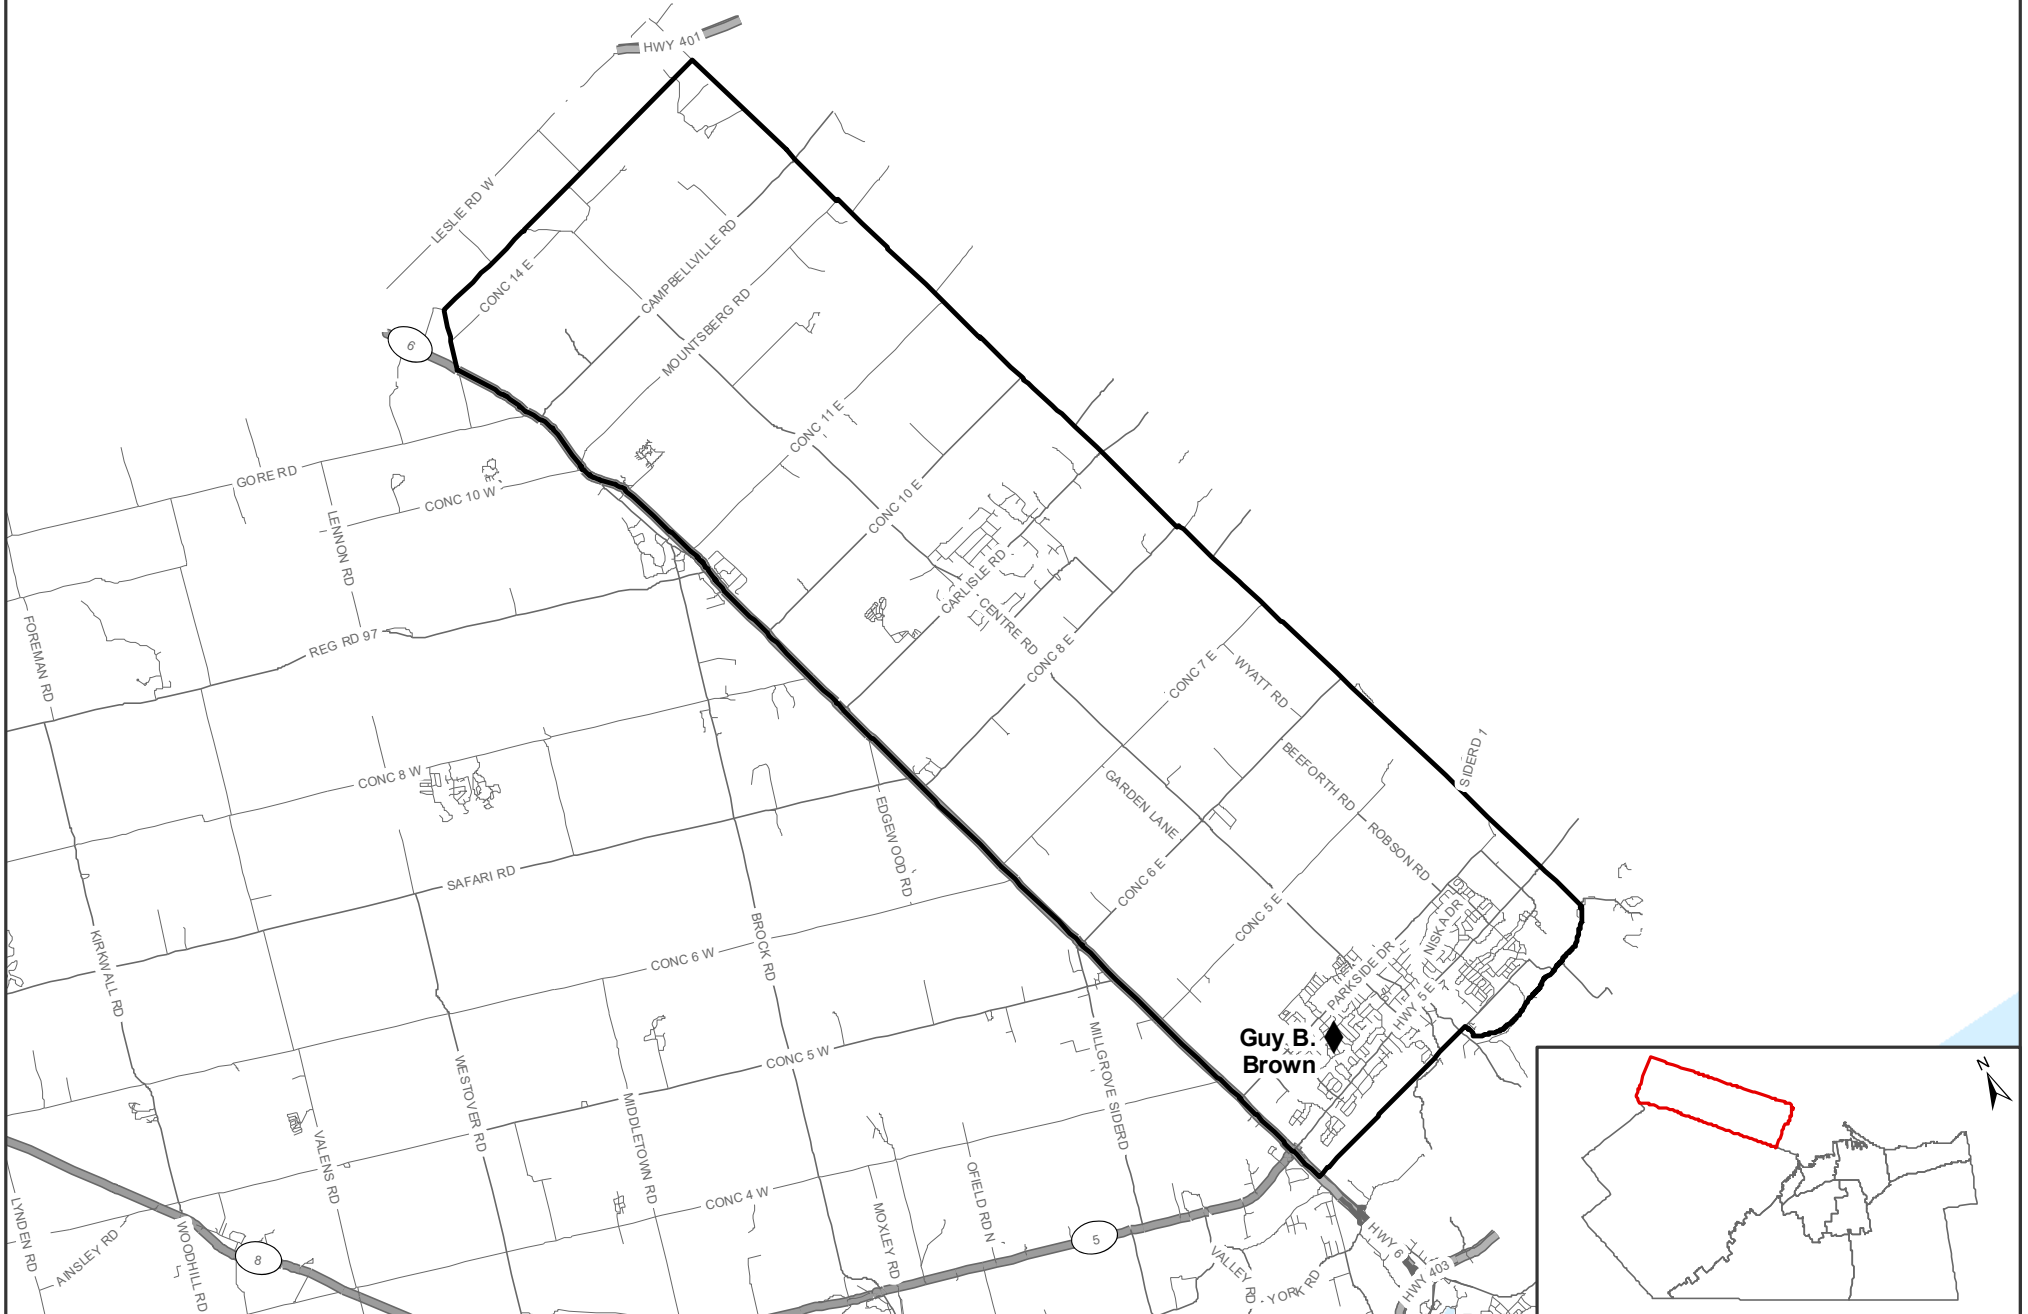 HWY 401
LESLIE RD W
CONC 14 E
CAMPBELLVILLE RD
6
MOUNTSBERG RD
CONC 11 E
GORE RD
CONC 10 W
CONC 10 E
LENNON RD
CARLISLE RD
CENTRE RD
REG RD 97
FOREMAN RD
CONC 8 E
CONC 7 E
WYATT RD
SIDERD 1
CONC 8 W
BEEFORTH RD
GARDEN LANE
EDGEWOOD RD
ROBSON RD
SAFARI RD
CONC 6 E
CONC 5 E
NISKA DR
BROCK RD
CONC 6 W
PARKSIDE DR
KIRKWALL RD
HWY 5 E
Guy B.
Brown
CONC 5 W
MILLGROVE SIDERD
WESTOVER RD
MIDDLETOWN RD
VALENS RD
N
CONC 4 W
OFIELD RD N
MOXLEY RD
LYNDEN RD
AINSLEY RD
WOODHILL RD
8
5
HWY 6
VALLEY RD
YORK RD
HWY 403